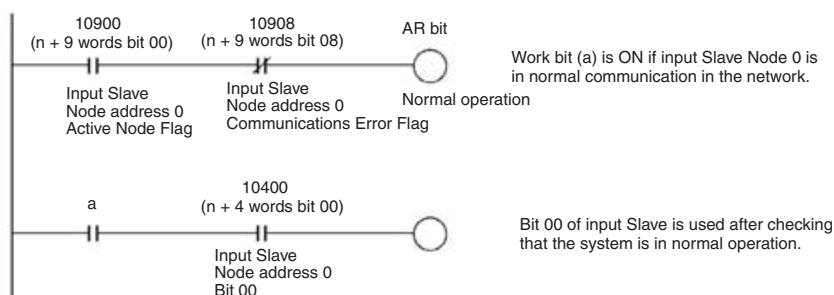 10900
(n + 9 words bit 00)
10908
(n + 9 words bit 08)
AR bit
Input Slave
Node address 0
Active Node Flag
Input Slave
Node address 0
Communications Error Flag
Normal operation
Work bit (a) is ON if input Slave Node 0 is
in normal communication in the network.
a
10400
(n + 4 words bit 00)
Input Slave
Node address 0
Bit 00
Bit 00 of input Slave is used after checking
that the system is in normal operation.